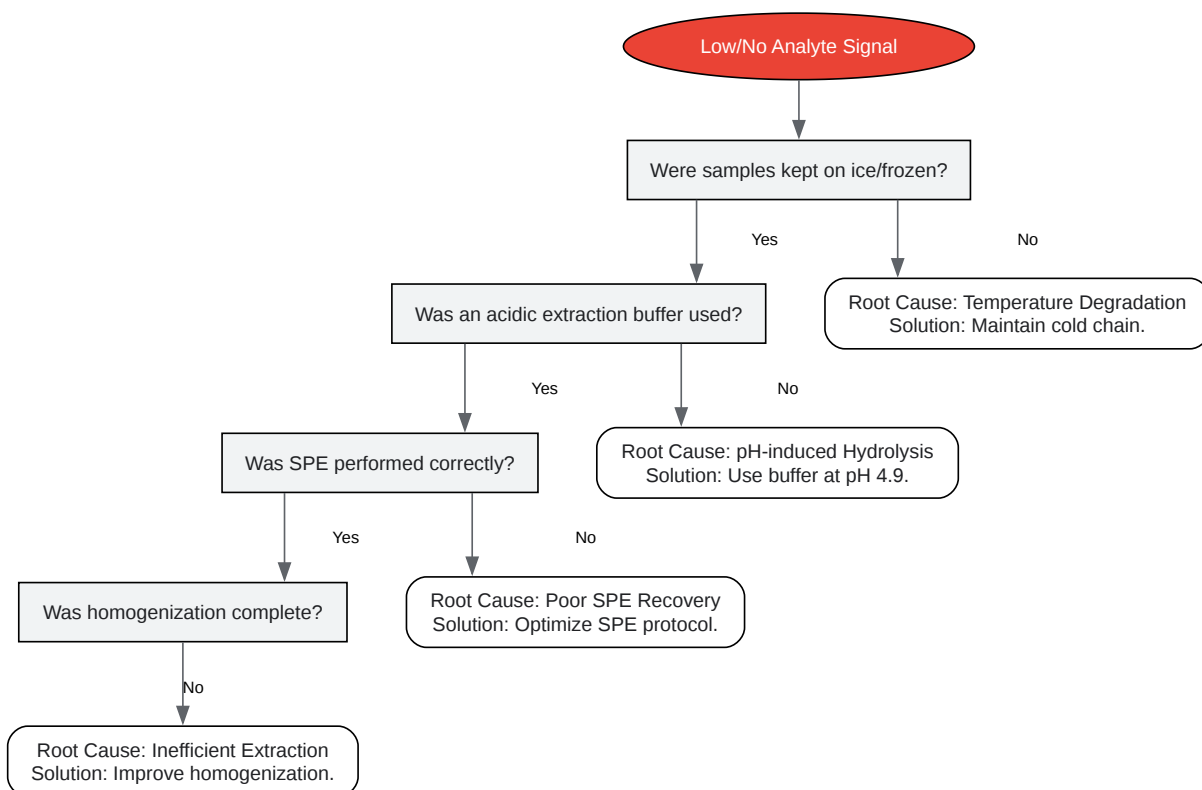 Low/No Analyte Signal
Were samples kept on ice/frozen?
Yes
No
Was an acidic extraction buffer used?
Root Cause: Temperature Degradation
Solution: Maintain cold chain.
Yes
No
Was SPE performed correctly?
Root Cause: pH-induced Hydrolysis
Solution: Use buffer at pH 4.9.
Yes
No
Was homogenization complete?
Root Cause: Poor SPE Recovery
Solution: Optimize SPE protocol.
No
Root Cause: Inefficient Extraction
Solution: Improve homogenization.